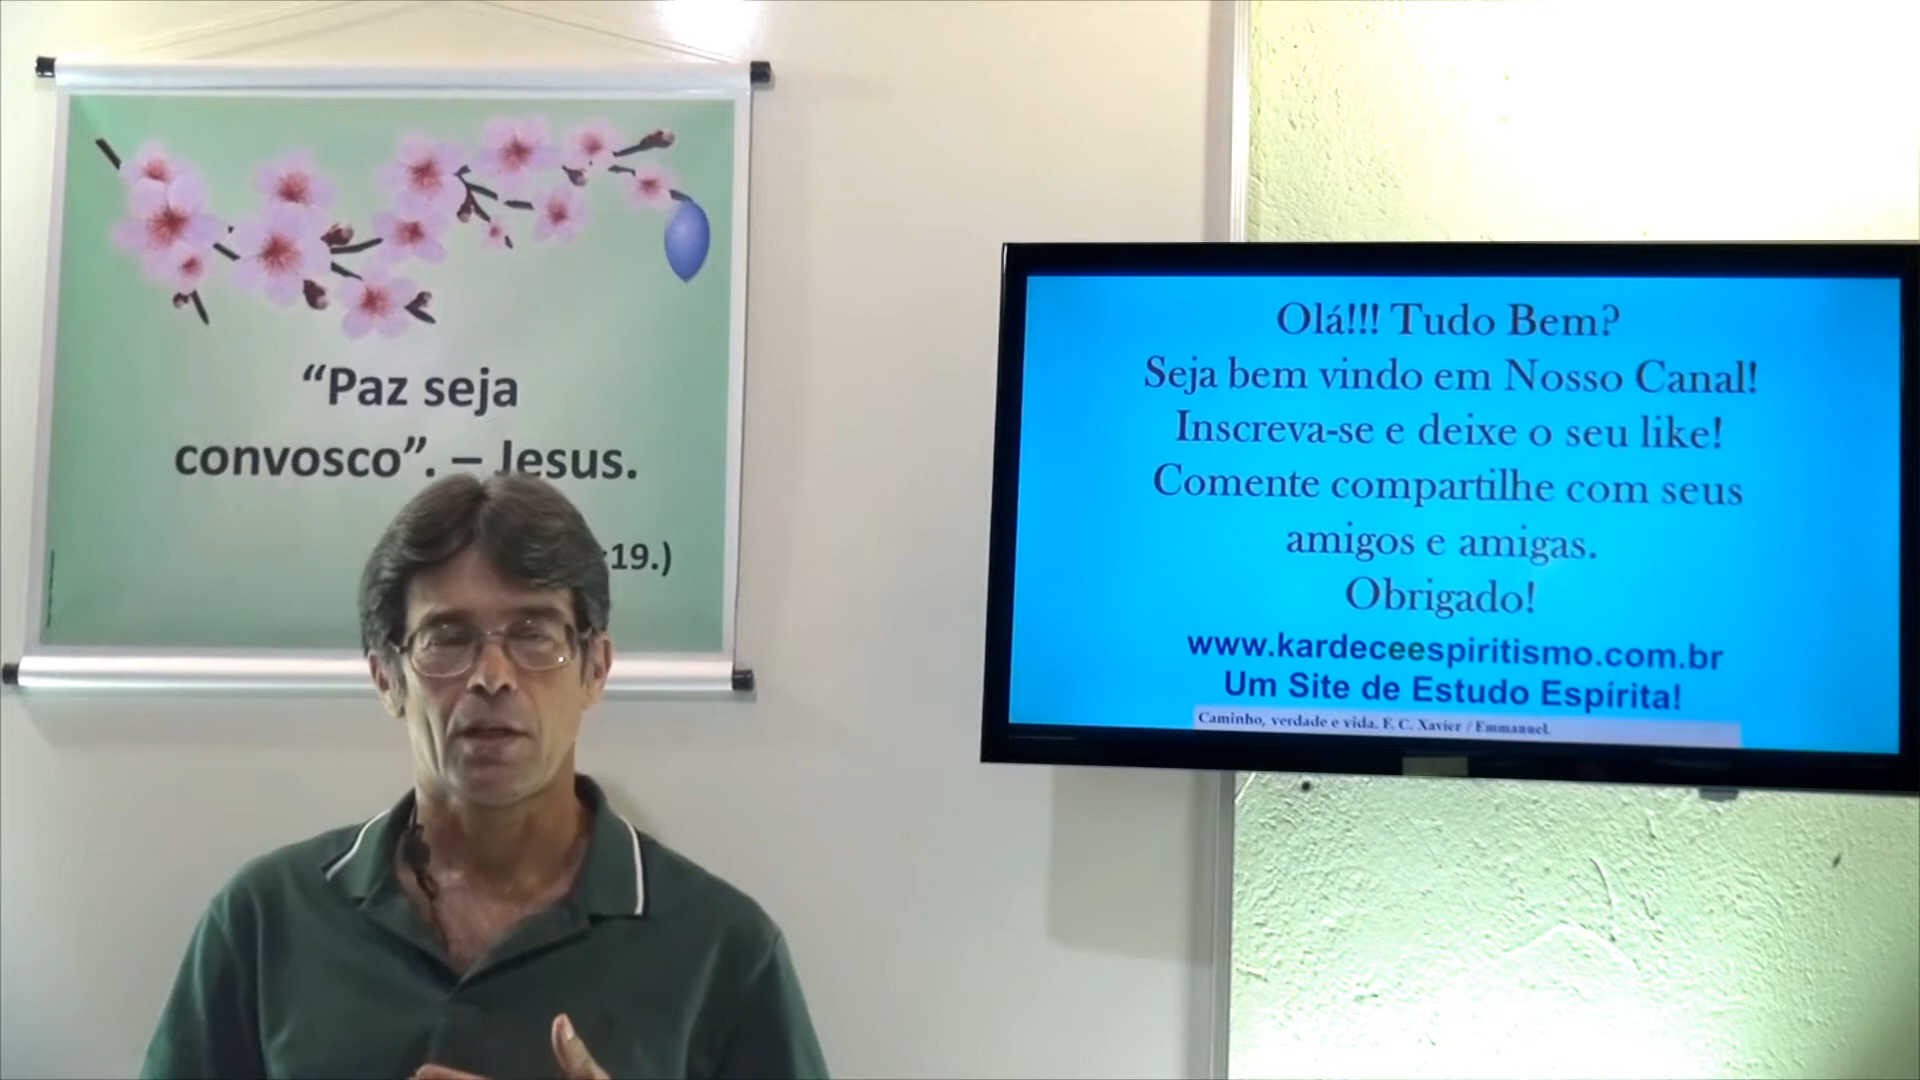 “Paz seja
convosco”. – Jesus.
:19.)
Olá!!! Tudo Bem?
Seja bem vindo em Nosso Canal!
Inscreva-se e deixe o seu like!
Comente compartilhe com seus
amigos e amigas.
Obrigado!
www.kardeceespiritismo.com.br
Um Site de Estudo Espírita!
Caminho, verdade e vida. F. C. Xavier / Emmanuel.